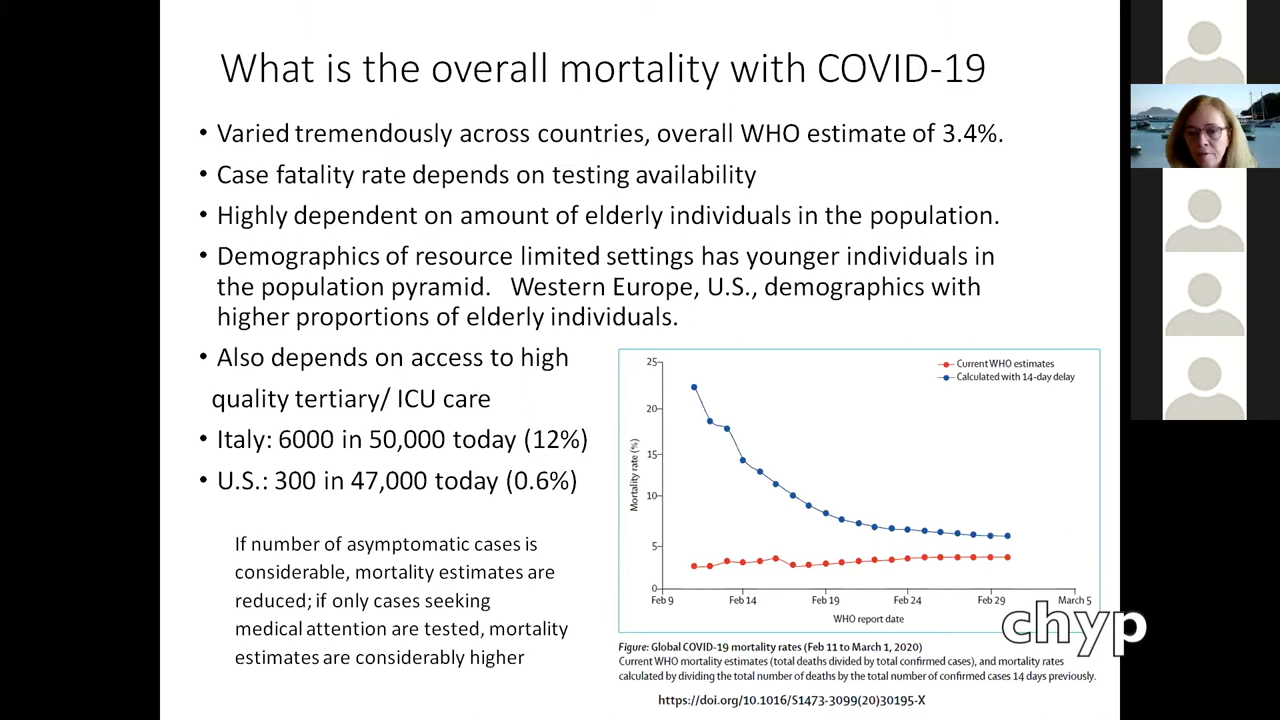 What is the overall mortality with COVID-19
• Varied tremendously across countries, overall WHO estimate of 3.4%.
• Case fatality rate depends on testing availability
• Highly dependent on amount of elderly individuals in the population.
• Demographics of resource limited settings has younger individuals in
the population pyramid. Western Europe, U.S., demographics with
higher proportions of elderly individuals.
• Also depends on access to high
quality tertiary/ ICU care
• Italy: 6000 in 50,000 today (12%)
• U.S.: 300 in 47,000 today (0.6%)
If number of asymptomatic cases is
considerable, mortality estimates are
reduced; if only cases seeking
medical attention are tested, mortality
estimates are considerably higher
Current WHO estimates
Calculated with 14-day delay
Mortality rate (%)
25
20
15
10
5
0
Feb 9 Feb 14 Feb 19 Feb 24 Feb 29 March 5
WHO report date
chyp
Figure: Global COVID-19 mortality rates (Feb 11 to March 1, 2020)
Current WHO mortality estimates (total deaths divided by total confirmed cases), and mortality rates
calculated by dividing the total number of deaths by the total number of confirmed cases 14 days previously.
https://doi.org/10.1016/S1473-3099(20)30195-X